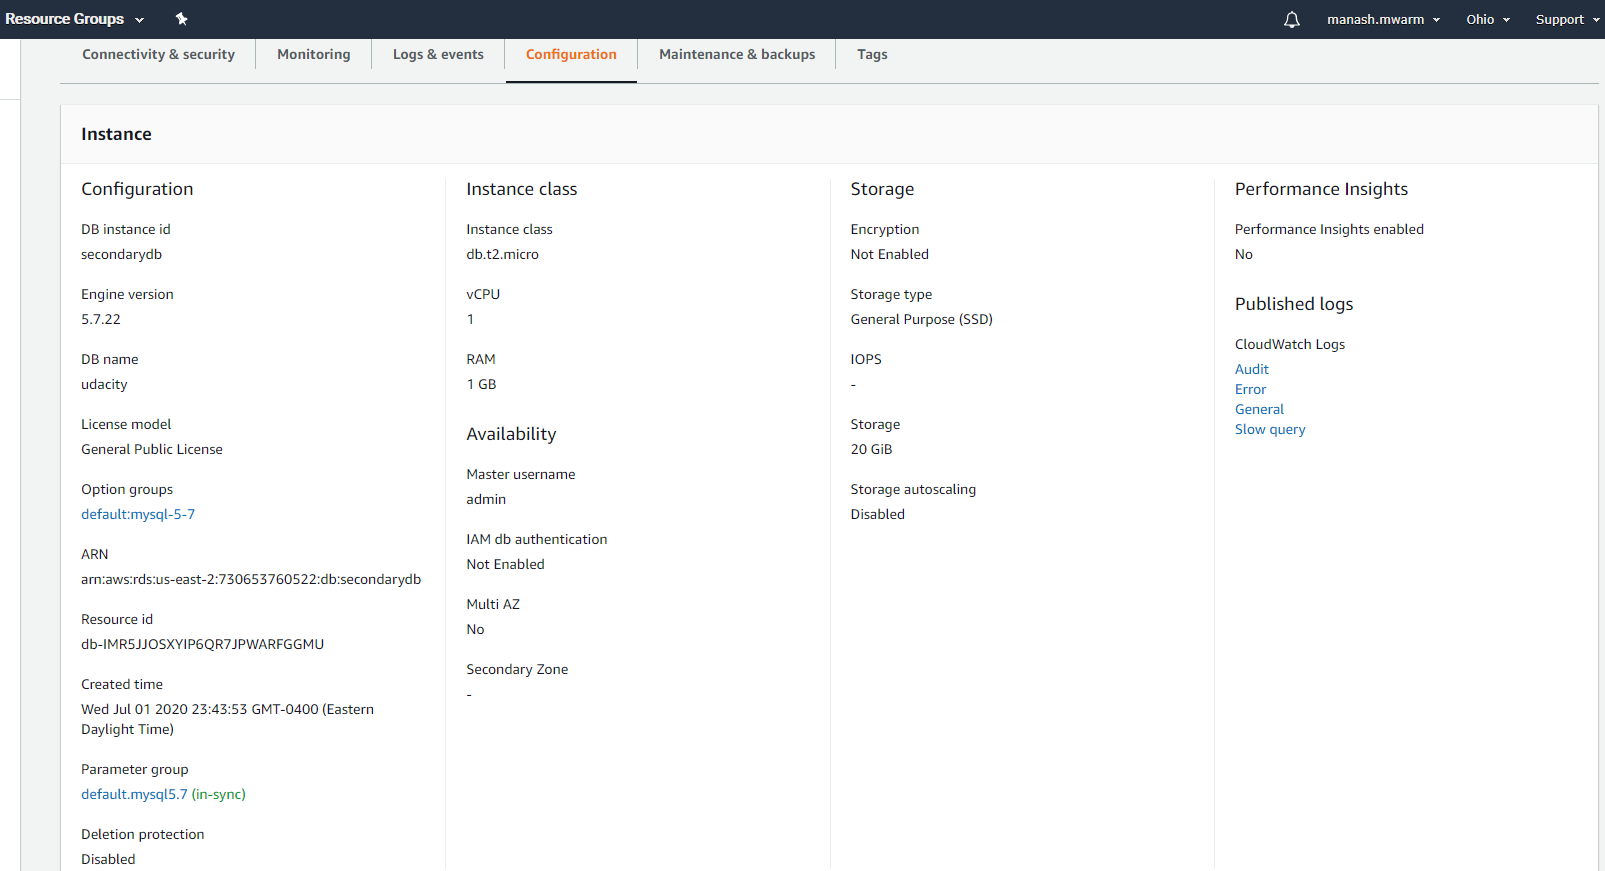 Resource Groups
manash.mwarm
Ohio
Support
Connectivity & security
Monitoring
Logs & events
Configuration
Maintenance & backups
Tags
Instance
Configuration
DB instance id
secondarydb
Engine version
5.7.22
DB name
udacity
License model
General Public License
Option groups
default:mysql-5-7
ARN
arn:aws:rds:us-east-2:730653760522:db:secondarydb
Resource id
db-IMR5JJOSXYIP6QR7JPWARFGGMU
Created time
Wed Jul 01 2020 23:43:53 GMT-0400 (Eastern
Daylight Time)
Parameter group
default.mysql5.7 (in-sync)
Deletion protection
Disabled
Instance class
Instance class
db.t2.micro
vCPU
1
RAM
1 GB
Availability
Master username
admin
IAM db authentication
Not Enabled
Multi AZ
No
Secondary Zone
-
Storage
Encryption
Not Enabled
Storage type
General Purpose (SSD)
IOPS
-
Storage
20 GiB
Storage autoscaling
Disabled
Performance Insights
Performance Insights enabled
No
Published logs
CloudWatch Logs
Audit
Error
General
Slow query